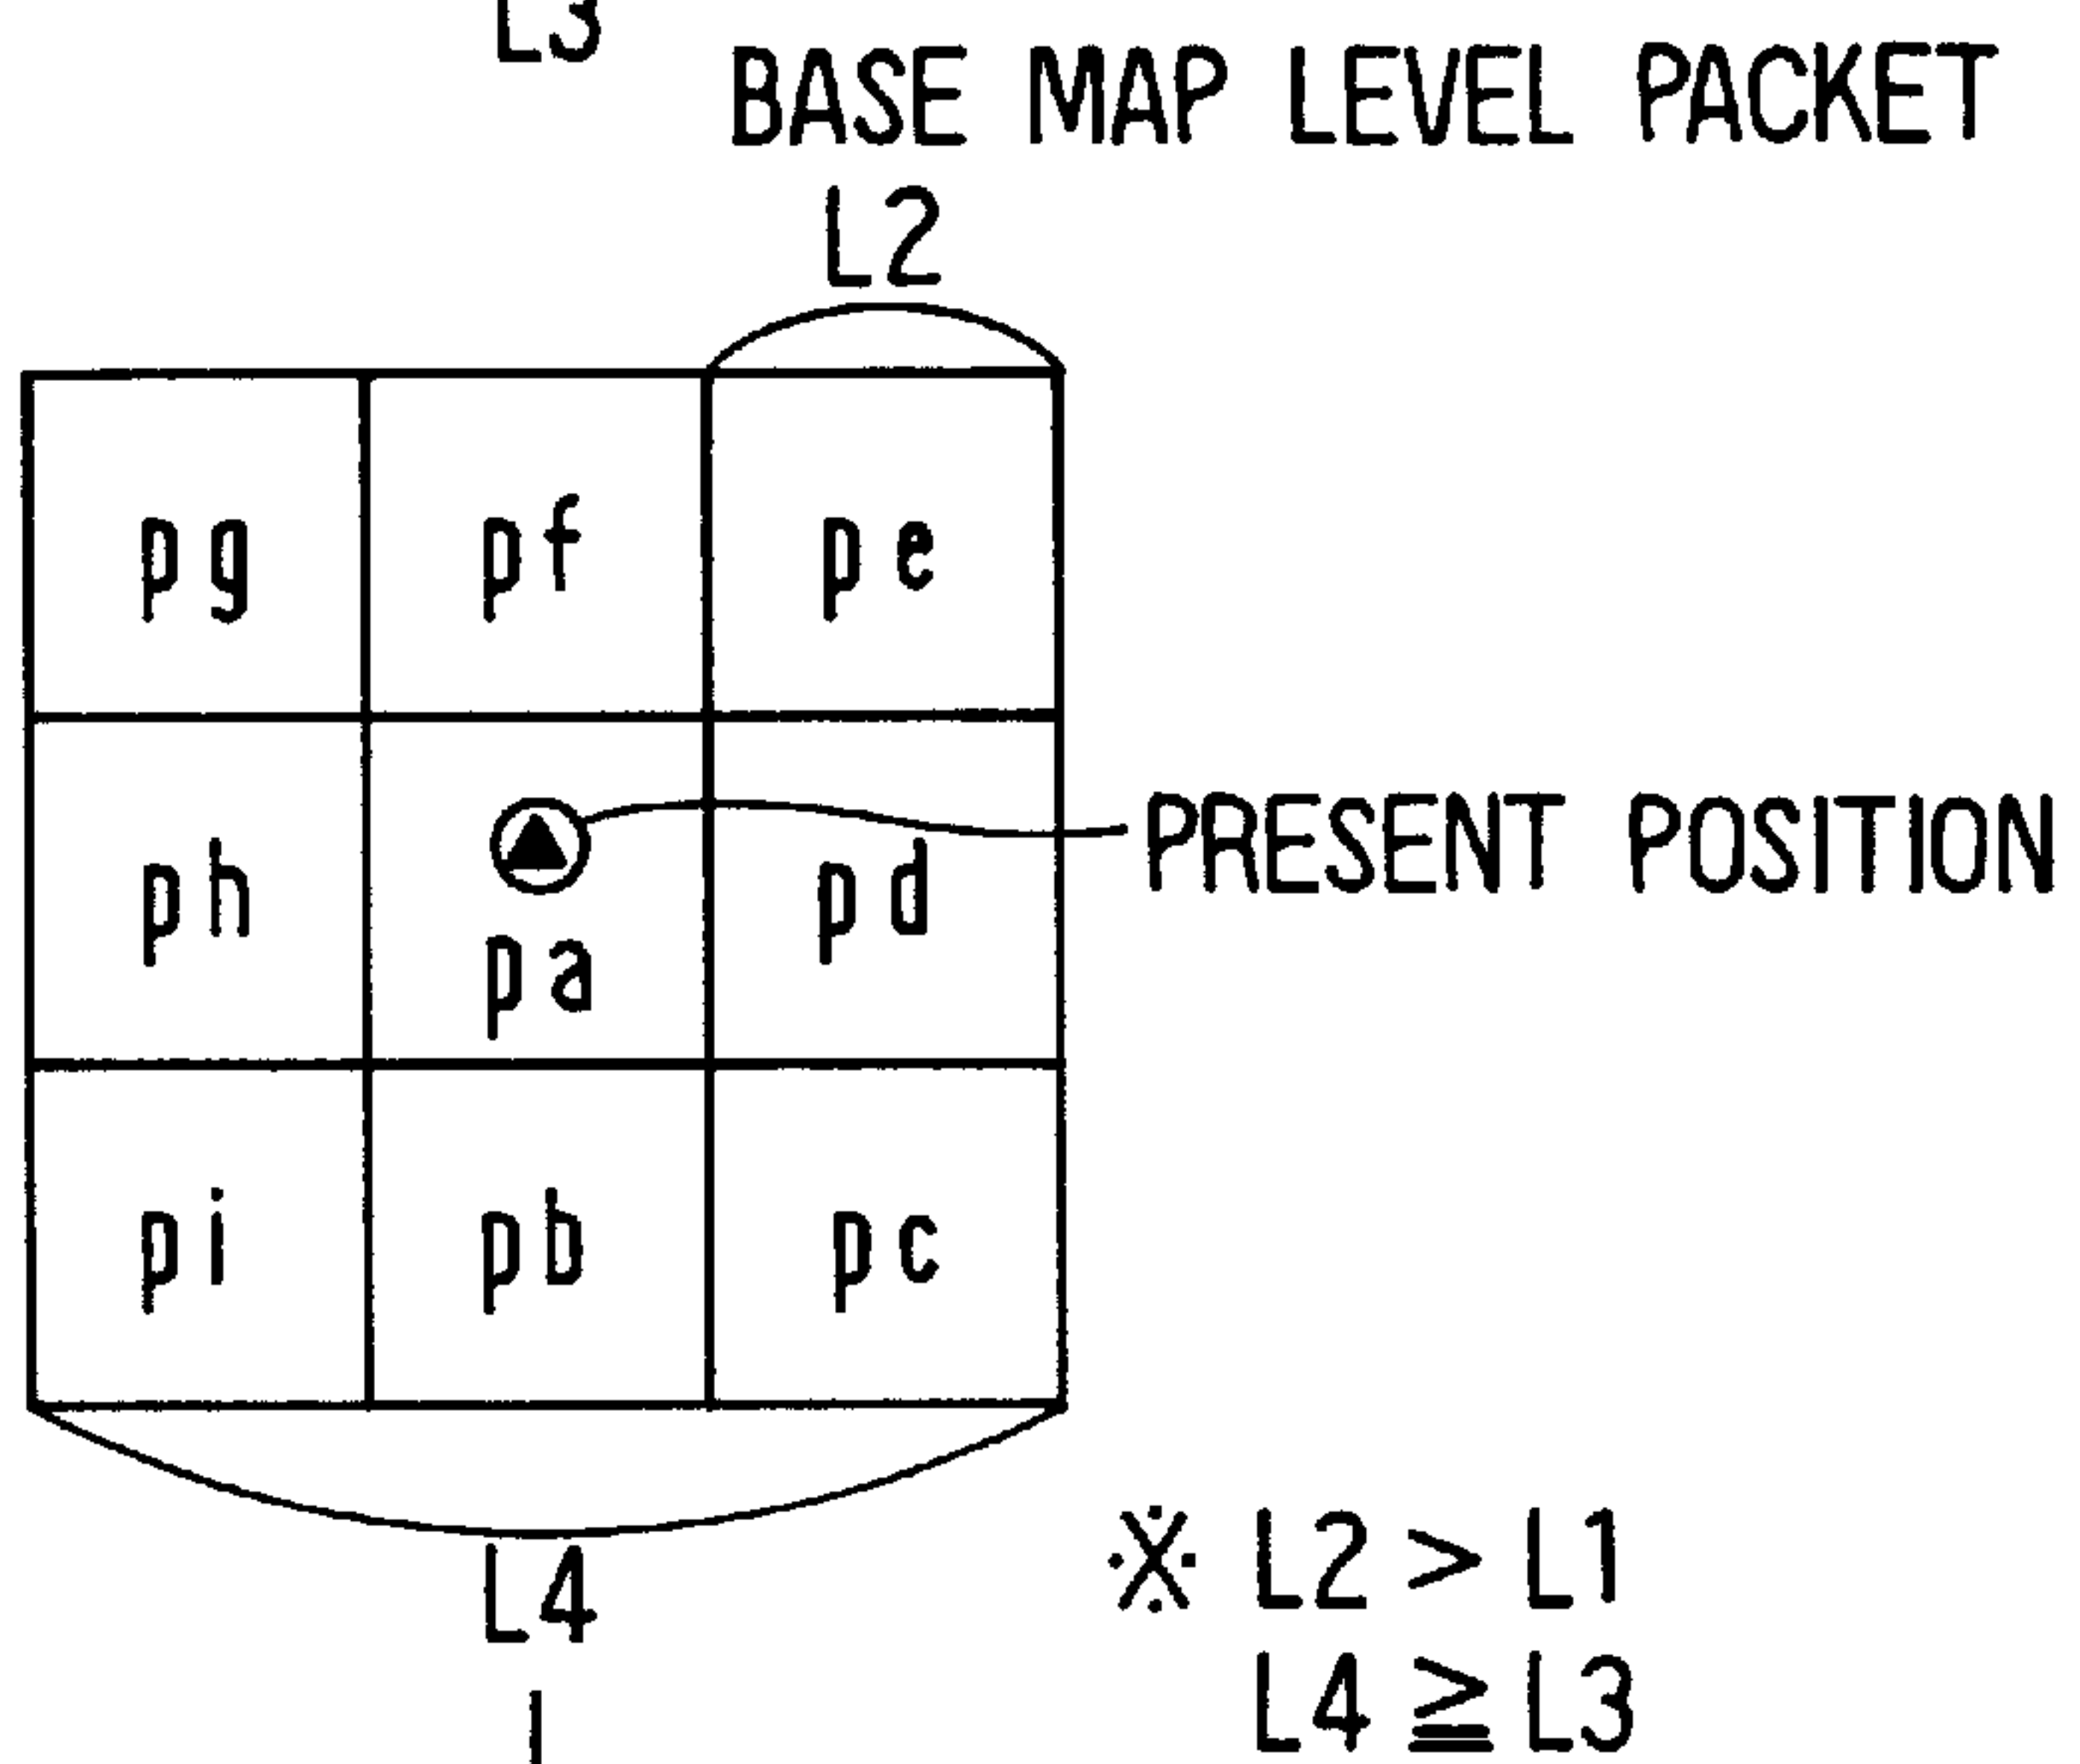 L3
BASE MAP LEVEL PACKET
L2
pg pf pe
ph pa pd
PRESENT POSITION
pi pb pc
L4
※ L2 > L1
L4 ≧ L3